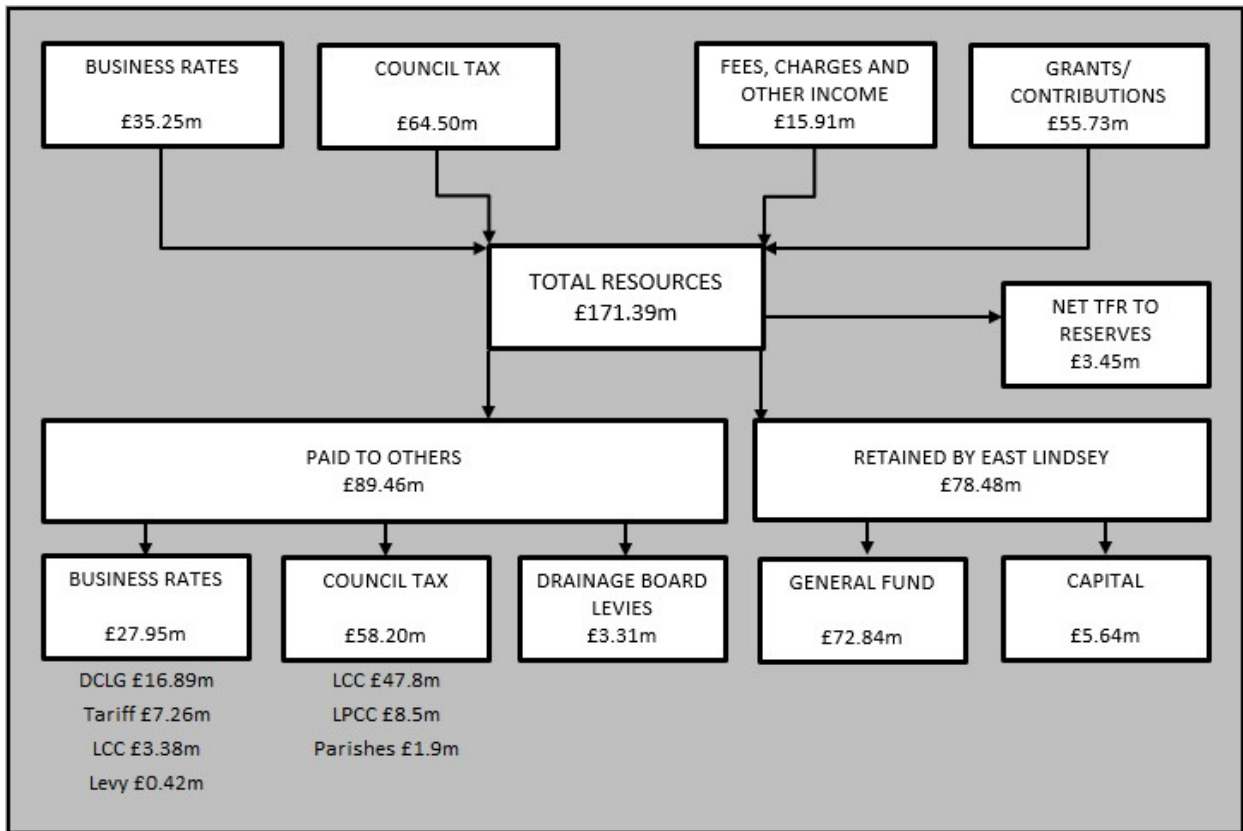 BUSINESS RATES
£35.25m
COUNCIL TAX
£64.50m
FEES, CHARGES AND
OTHER INCOME
£15.91m
GRANTS/
CONTRIBUTIONS
£55.73m
TOTAL RESOURCES
£171.39m
NET TFR TO
RESERVES
£3.45m
PAID TO OTHERS
£89.46m
RETAINED BY EAST LINDSEY
£78.48m
BUSINESS RATES
£27.95m
COUNCIL TAX
£58.20m
DRAINAGE BOARD
LEVIES
£3.31m
GENERAL FUND
£72.84m
CAPITAL
£5.64m
DCLG £16.89m
Tariff £7.26m
LCC £3.38m
Levy £0.42m
LCC £47.8m
LPCC £8.5m
Parishes £1.9m